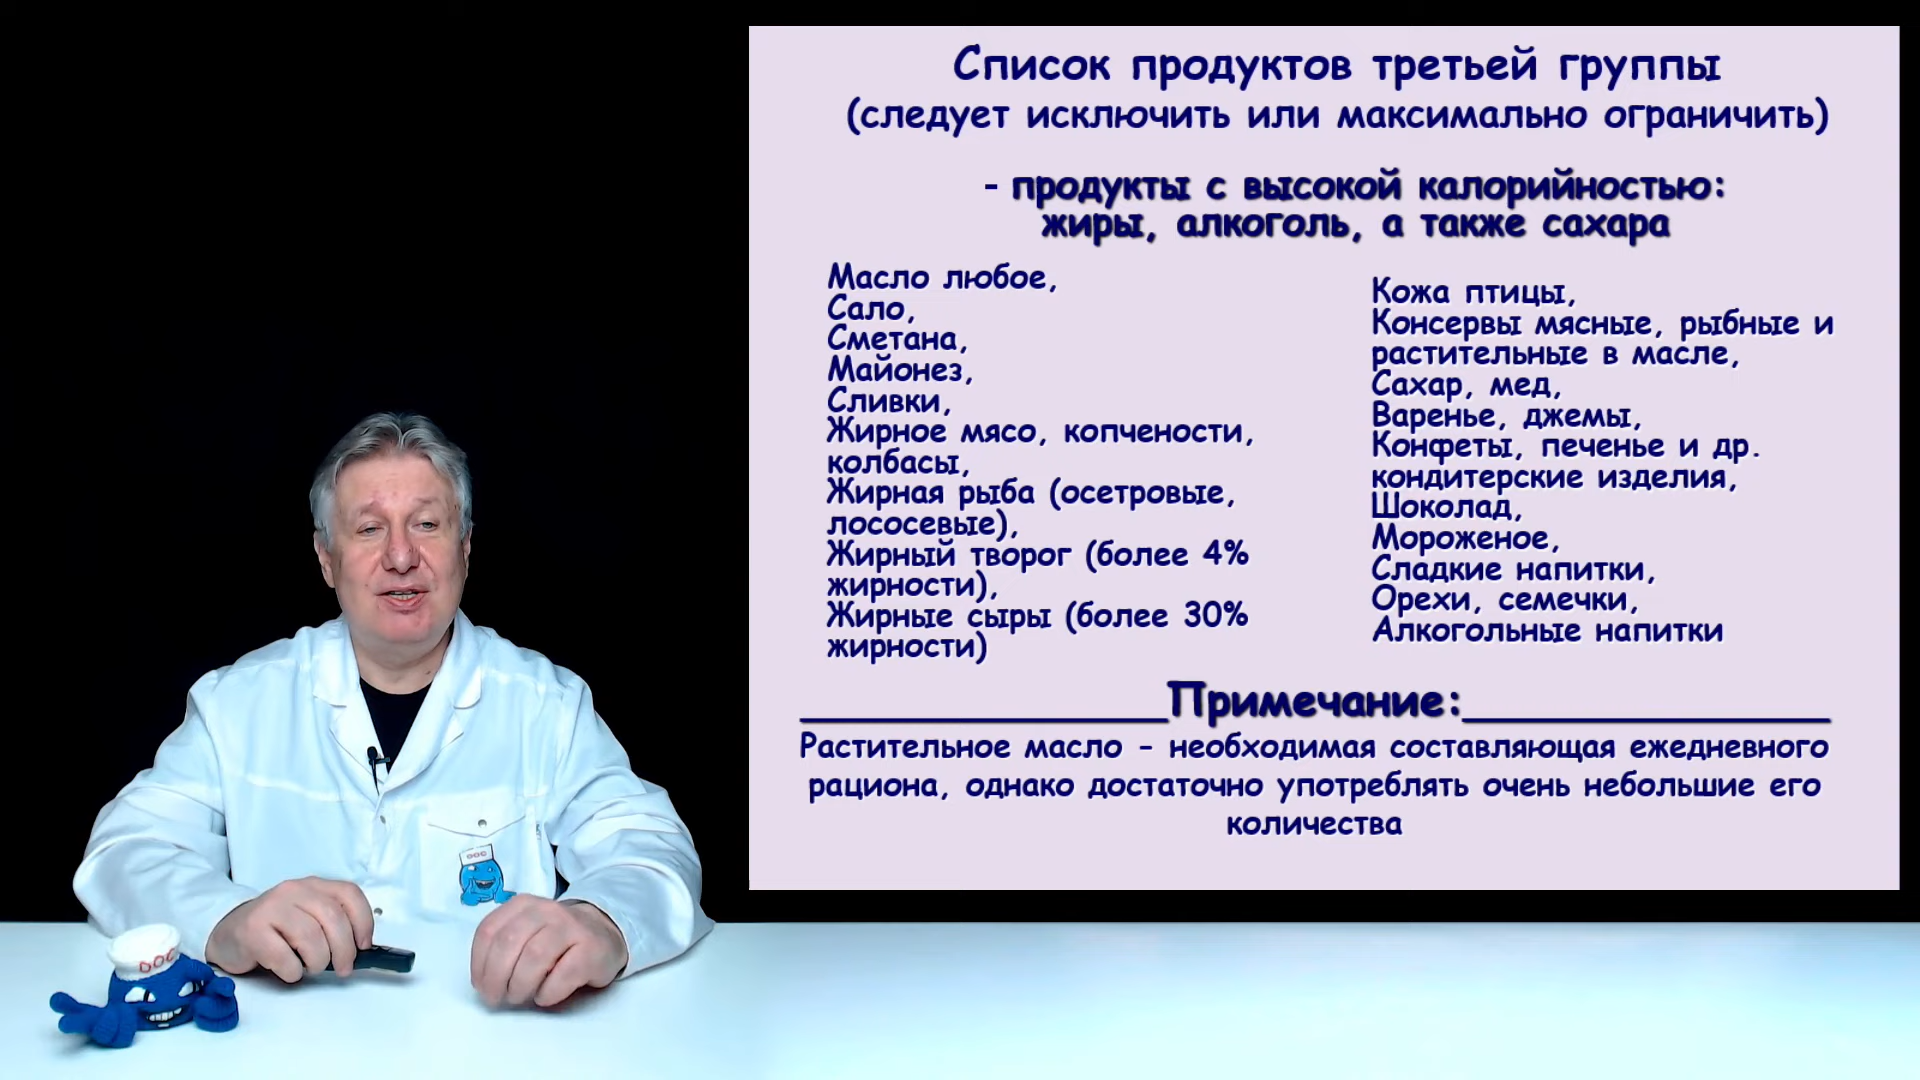 Список продуктов третьей группы
(следует исключить или максимально ограничить)
- продукты с высокой калорийностью:
жиры, алкоголь, а также сахара
Масло любое,
Сало,
Сметана,
Майонез,
Сливки,
Жирное мясо, копчености,
колбасы,
Жирная рыба (осетровые,
лососевые),
Жирный творог (более 4%
жирности),
Жирные сыры (более 30%
жирности)
Кожа птицы,
Консервы мясные, рыбные и
растительные в масле,
Сахар, мед,
Варенье, джемы,
Конфеты, печенье и др.
кондитерские изделия,
Шоколад,
Мороженое,
Сладкие напитки,
Орехи, семечки,
Алкогольные напитки
Примечание:
Растительное масло – необходимая составляющая ежедневного
рациона, однако достаточно употреблять очень небольшие его
количества
DOC
DOC